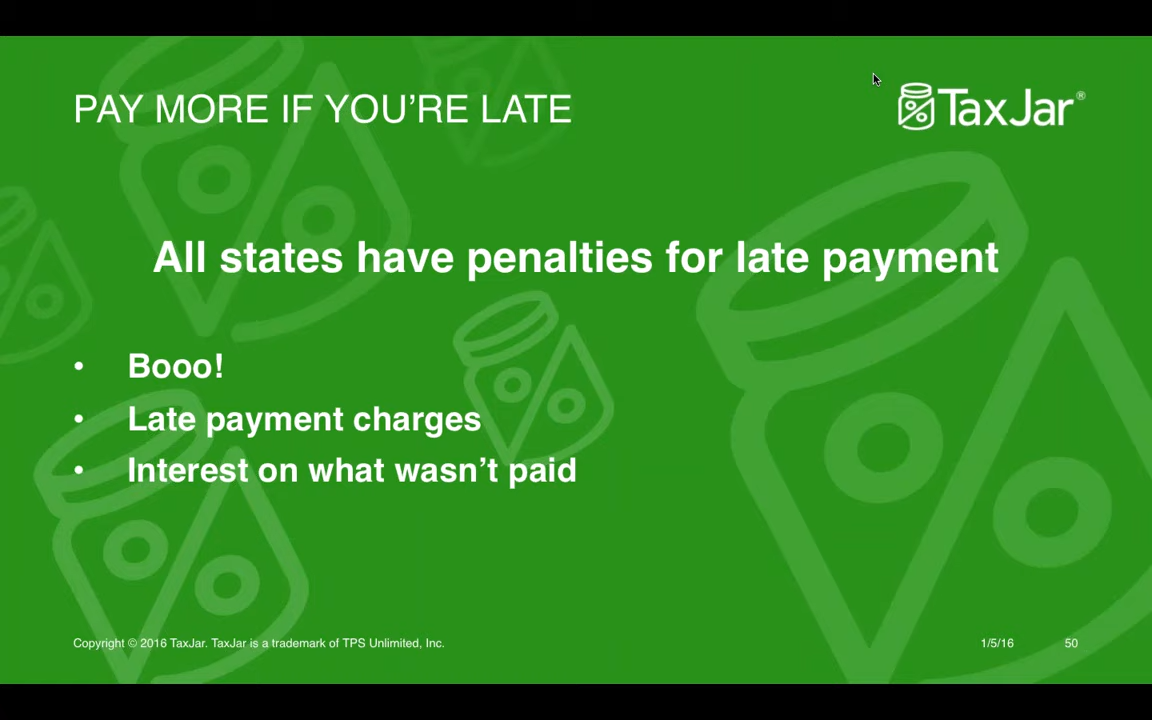 PAY MORE IF YOU’RE LATE
TaxJar®
All states have penalties for late payment
• Booo!
• Late payment charges
• Interest on what wasn’t paid
Copyright © 2016 TaxJar. TaxJar is a trademark of TPS Unlimited, Inc.
1/5/16 50